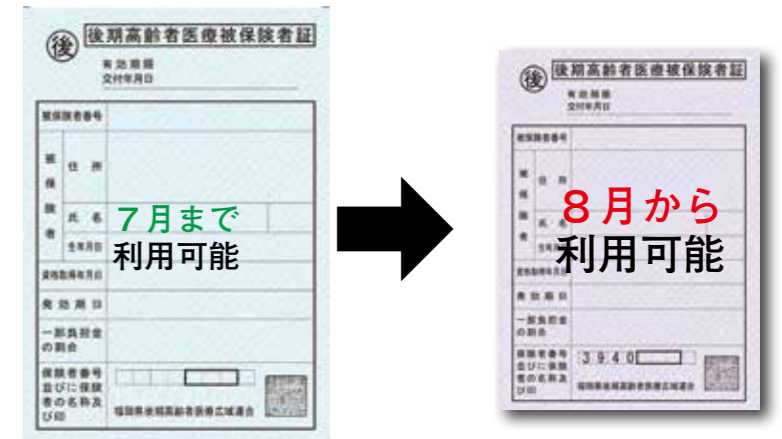 後 後期高齢者医療被保険者証
有効期限
交付年月日
被保険者番号
被保険者
住所
氏名
生年月日
資格取得年月日
発効期日
一部負担金
の割合
保険者番号
並びに保険
者の名称及
び印
福岡県後期高齢者医療広域連合
7月まで
利用可能
後 後期高齢者医療被保険者証
有効期限
交付年月日
被保険者番号
被保険者
住所
氏名
生年月日
資格取得年月日
発効期日
一部負担金
の割合
保険者番号
並びに保険
者の名称及
び印
3940
福岡県後期高齢者医療広域連合
8月から
利用可能